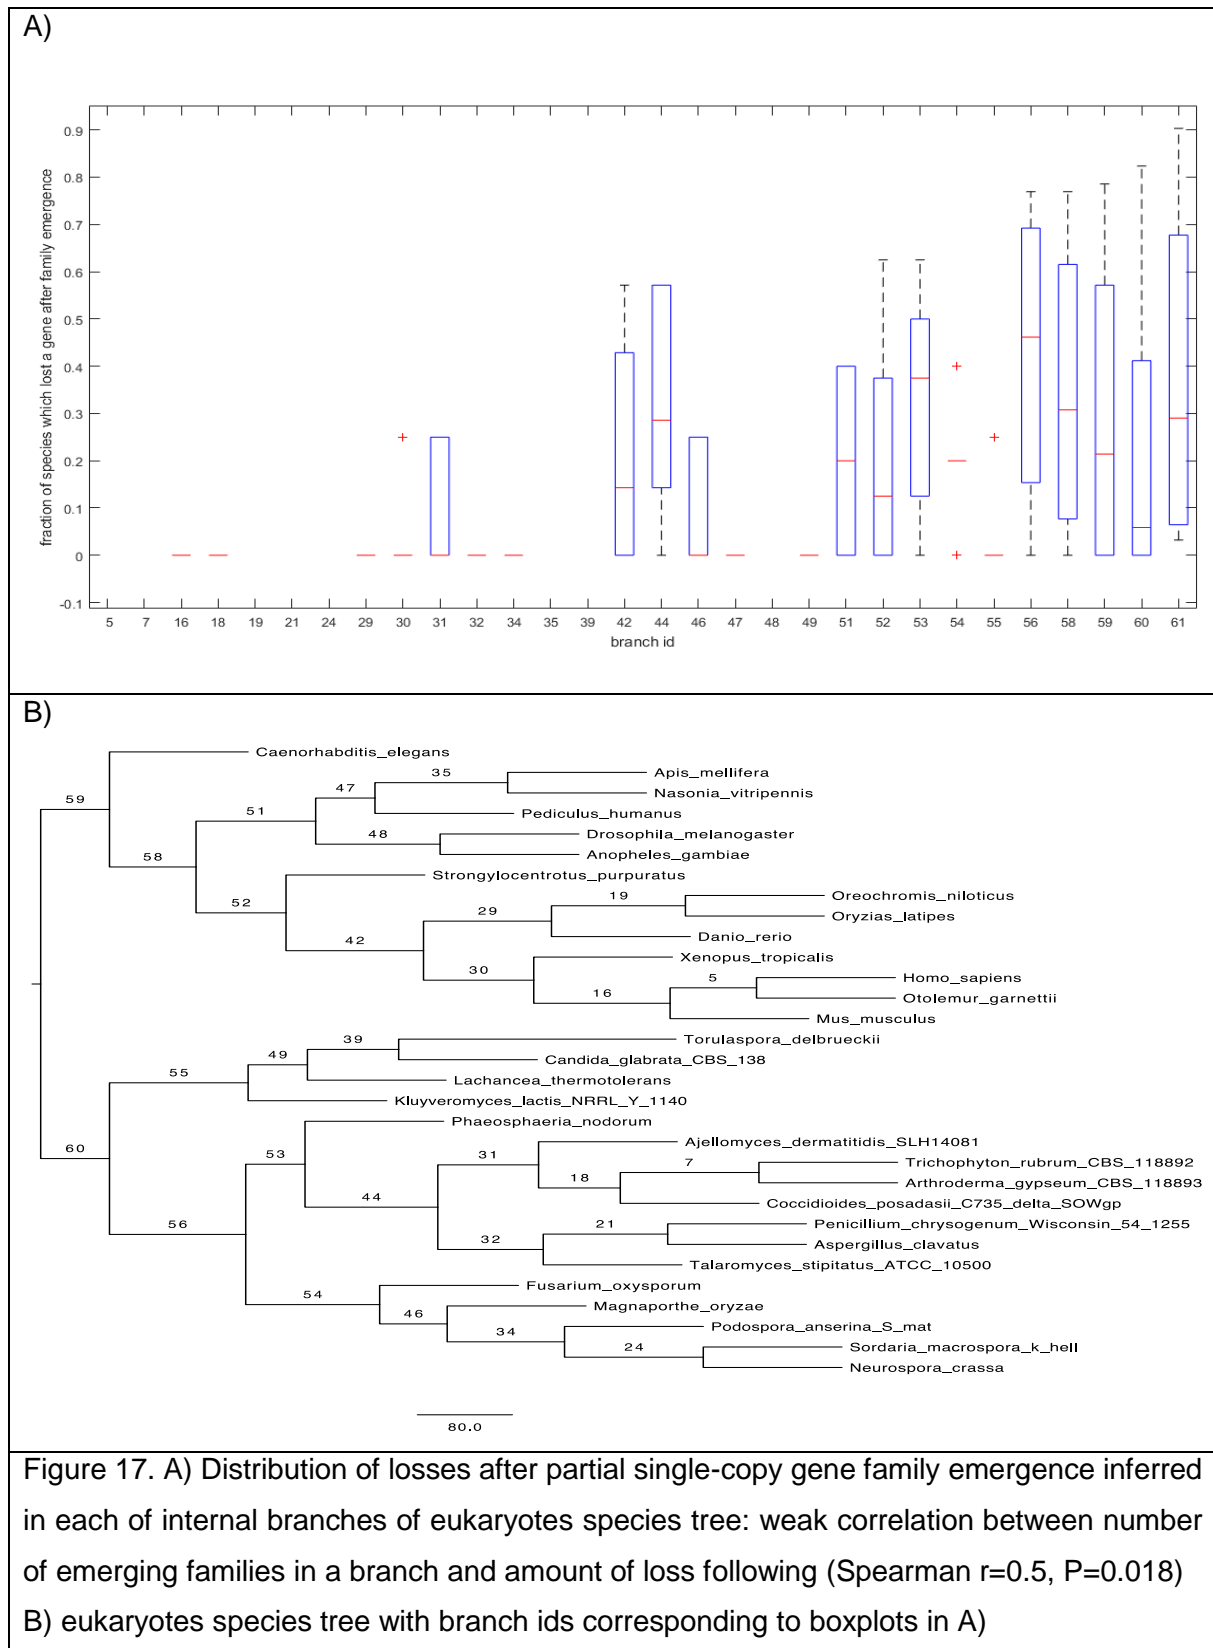 A)
0.9
0.8
0.7
0.6
0.5
0.4
0.3
0.2
0.1
0
-0.1
fraction of species which lost a gene after family emergence
5 7 16 18 19 21 24 29 30 31 32 34 35 39 42 44 46 47 48 49 51 52 53 54 55 56 58 59 60 61
branch id
B)
Caenorhabditis_elegans
35
Apis_mellifera
59
47
Nasonia_vitripennis
51
Pediculus_humanus
48
Drosophila_melanogaster
58
Anopheles_gambiae
Strongylocentrotus_purpuratus
19
Oreochromis_niloticus
52
29
Oryzias_latipes
42
Danio_rerio
30
Xenopus_tropicalis
5
Homo_sapiens
16
Otolemur_garnettii
Mus_musculus
39
Torulaspora_delbrueckii
49
Candida_glabrata_CBS_138
55
Lachancea_thermotolerans
Kluyveromyces_lactis_NRRL_Y_1140
Phaeosphaeria_nodorum
60
53
31
Ajellomyces_dermatitidis_SLH14081
7
Trichophyton_rubrum_CBS_118892
18
Arthroderma_gypseum_CBS_118893
44
Coccidioides_posadasii_C735_delta_SOWgp
56
21
Penicillium_chrysogenum_Wisconsin_54_1255
32
Aspergillus_clavatus
Talaromyces_stipitatus_ATCC_10500
54
Fusarium_oxysporum
46
Magnaporthe_oryzae
34
Podospora_anserina_S_mat
24
Sordaria_macrospora_k_hell
Neurospora_crassa
80.0
Figure 17. A) Distribution of losses after partial single-copy gene family emergence inferred
in each of internal branches of eukaryotes species tree: weak correlation between number
of emerging families in a branch and amount of loss following (Spearman r=0.5, P=0.018)
B) eukaryotes species tree with branch ids corresponding to boxplots in A)